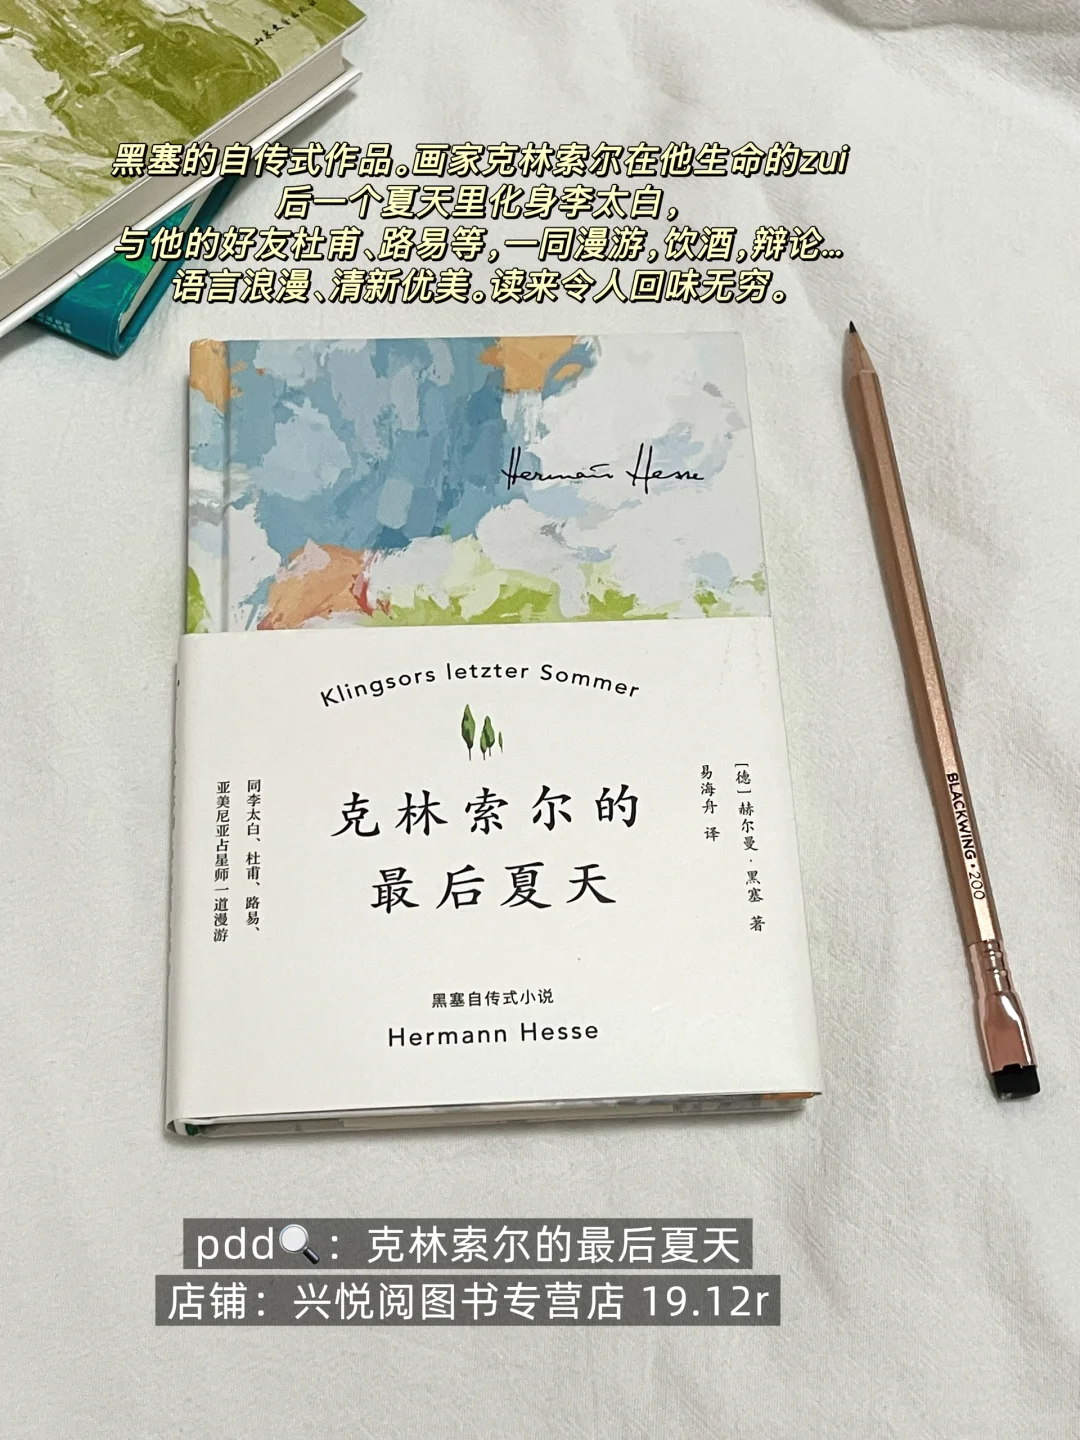 山东文艺出版社
黑塞的自传式作品。画家克林索尔在他生命的zui
后一个夏天里化身李太白，
与他的好友杜甫、路易等，一同漫游，饮酒，辩论...
语言浪漫、清新优美。读来令人回味无穷。
Hermann Hesse
Klingsors letzter Sommer
克林索尔的
最后夏天
[德]赫尔曼·黑塞 著
易海舟 译
同李太白、杜甫、路易、
亚美尼亚占星师一道漫游
黑塞自传式小说
Hermann Hesse
BLACKWING·200
pdd🔍：克林索尔的最后夏天
店铺：兴悦阅图书专营店 19.12r